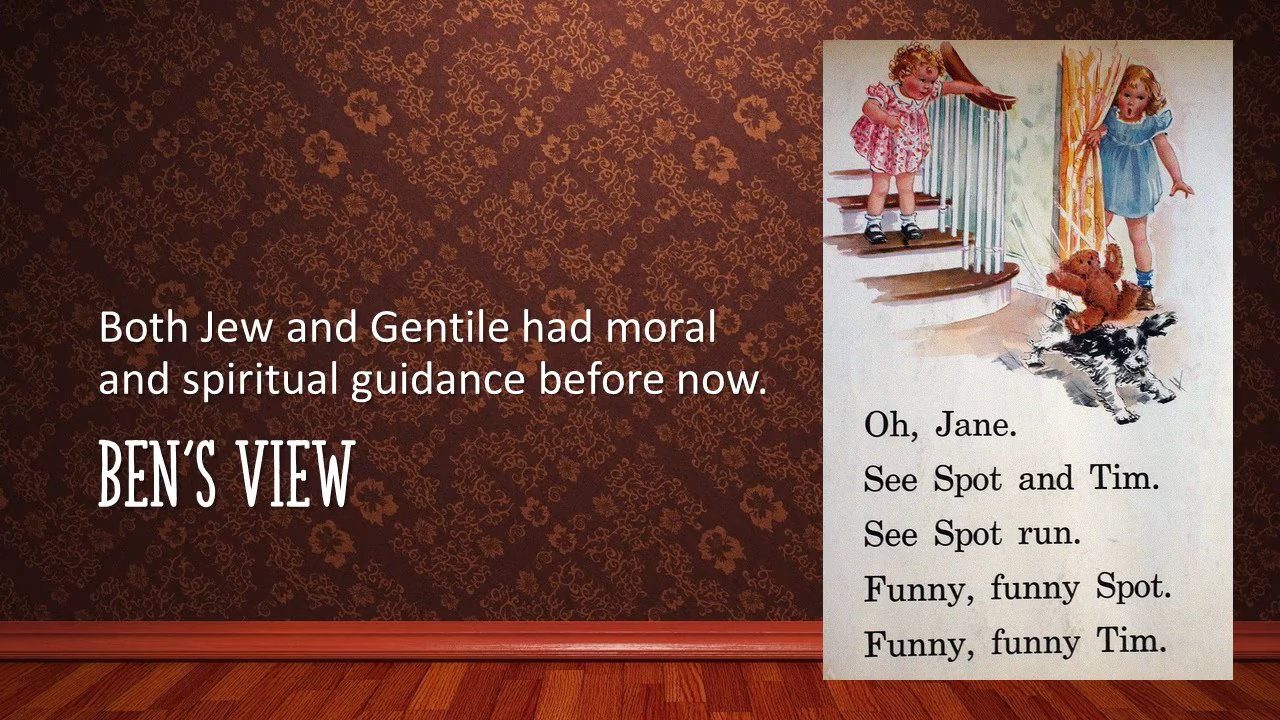 Both Jew and Gentile had moral
and spiritual guidance before now.
BEN'S VIEW
Oh, Jane.
See Spot and Tim.
See Spot run.
Funny, funny Spot.
Funny, funny Tim.